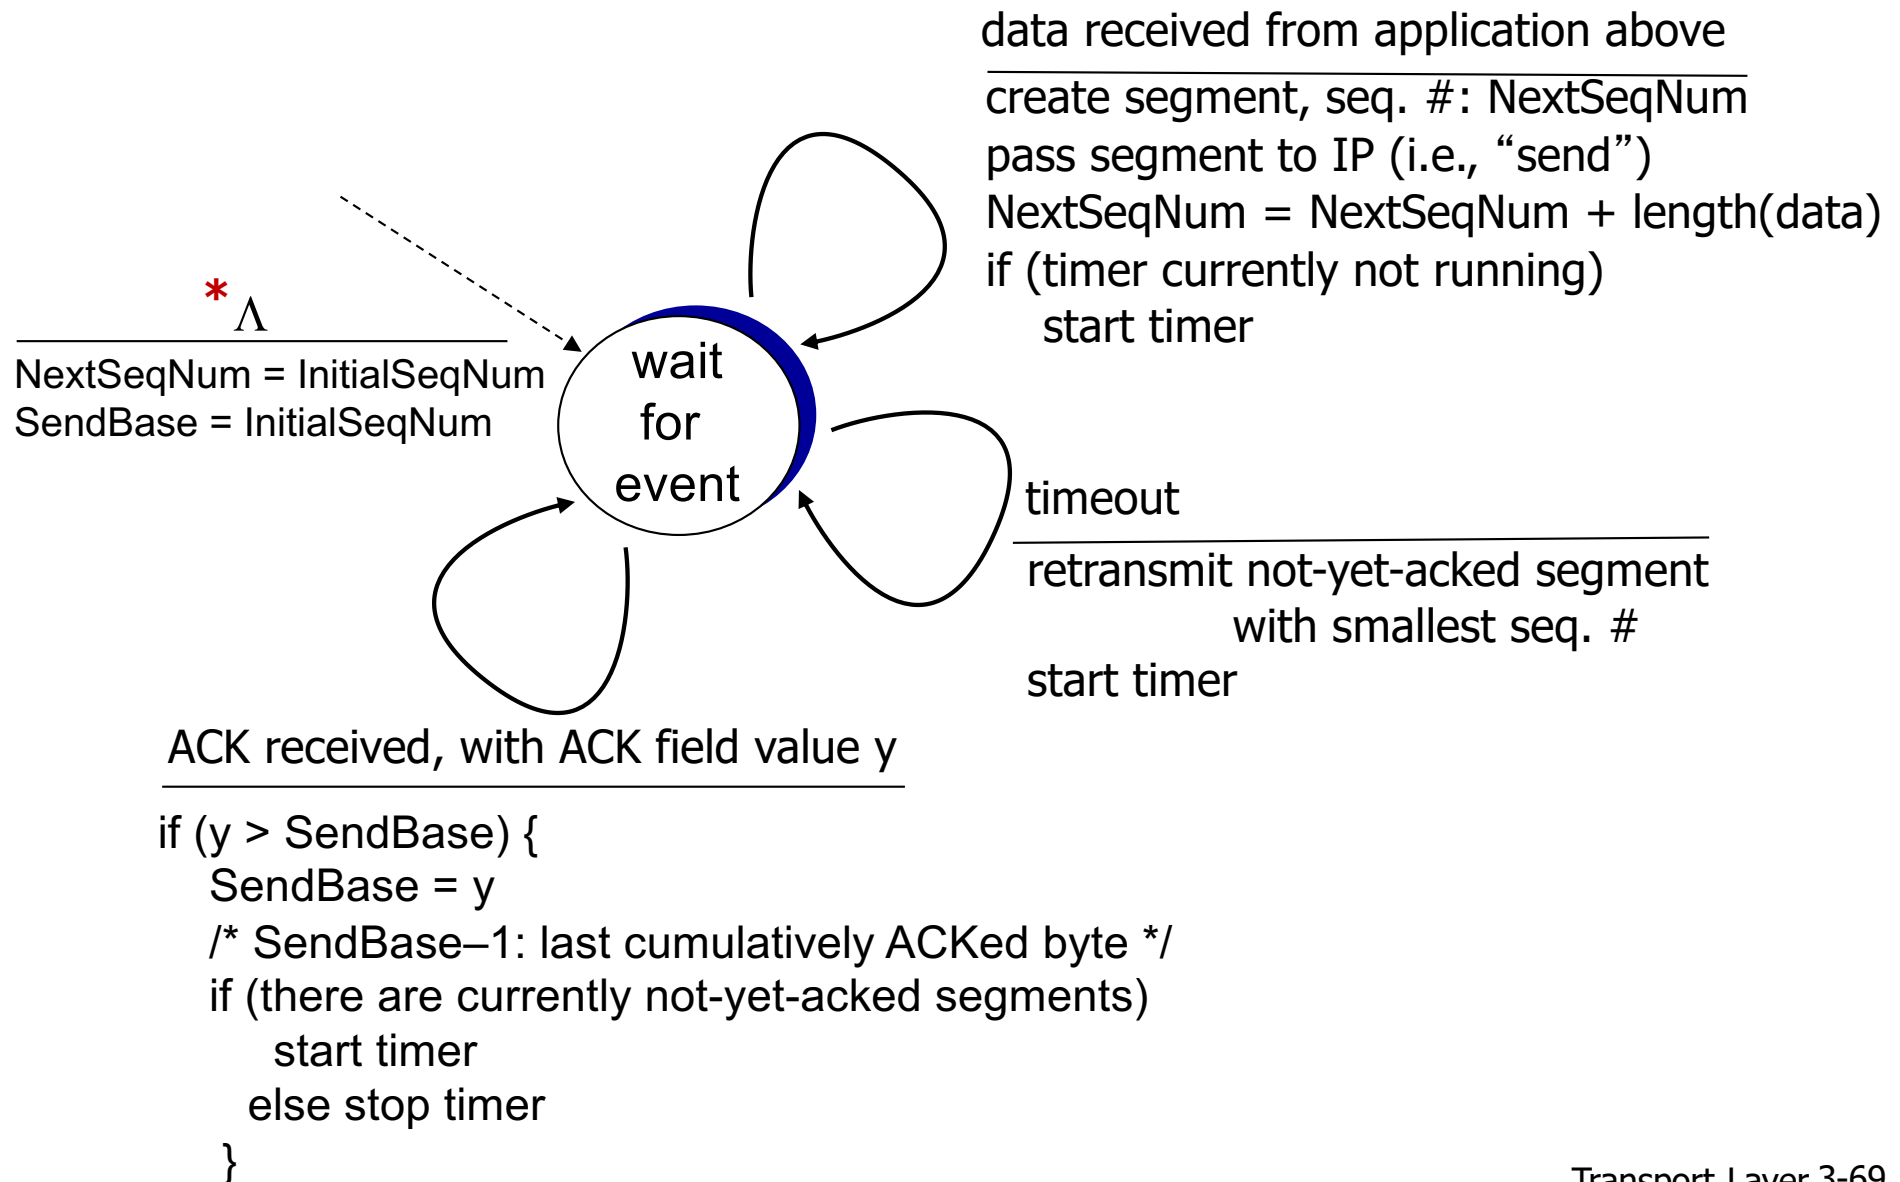 data received from application above
create segment, seq. #: NextSeqNum
pass segment to IP (i.e., “send”)
NextSeqNum = NextSeqNum + length(data)
if (timer currently not running)
start timer
* Λ
NextSeqNum = InitialSeqNum
SendBase = InitialSeqNum
wait
for
event
timeout
retransmit not-yet-acked segment
with smallest seq. #
start timer
ACK received, with ACK field value y
if (y > SendBase) {
SendBase = y
/* SendBase–1: last cumulatively ACKed byte */
if (there are currently not-yet-acked segments)
start timer
else stop timer
}
Transport Layer 3-69